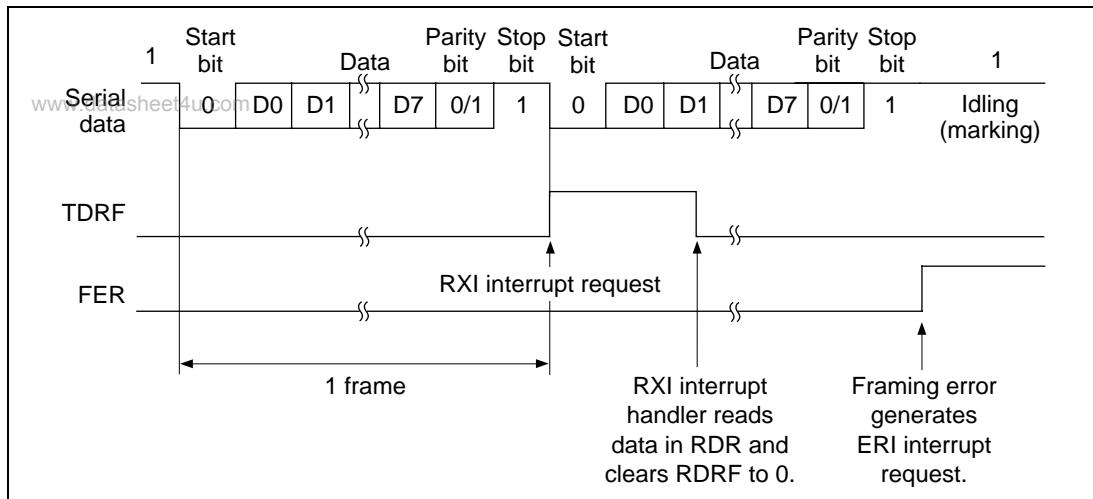 1 Start bit Data Parity bit Stop bit Start bit Data Parity bit Stop bit 1
www.datasheet4u.com
Serial data 0 D0 D1 D7 0/1 1 0 D0 D1 D7 0/1 1 Idling (marking)
TDRF
RXI interrupt request
FER
1 frame
RXI interrupt
handler reads
data in RDR and
clears RDRF to 0.
Framing error
generates
ERI interrupt
request.